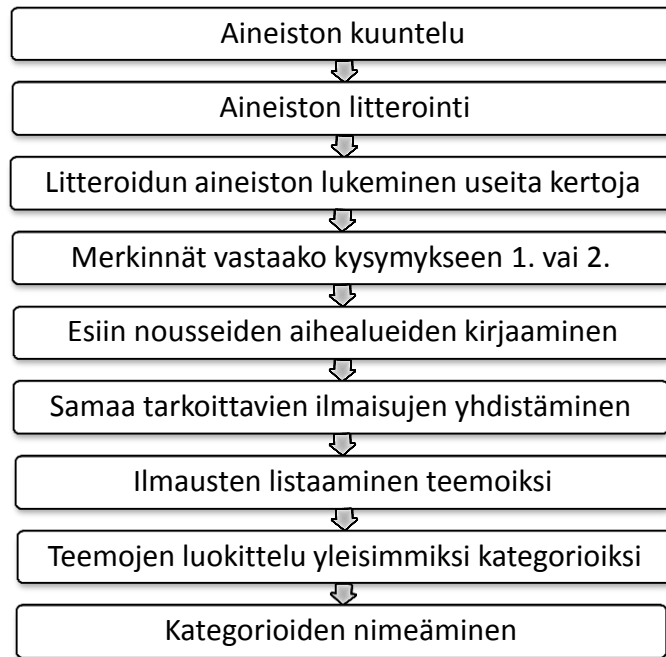 Aineiston kuuntelu
Aineiston litterointi
Litteroidun aineiston lukeminen useita kertoja
Merkinnät vastaako kysymykseen 1. vai 2.
Esiin nousseiden aihealueiden kirjaaminen
Samaa tarkoittavien ilmaisujen yhdistäminen
Ilmausten listaaminen teemoiksi
Teemojen luokittelu yleisimmiksi kategorioiksi
Kategorioiden nimeäminen